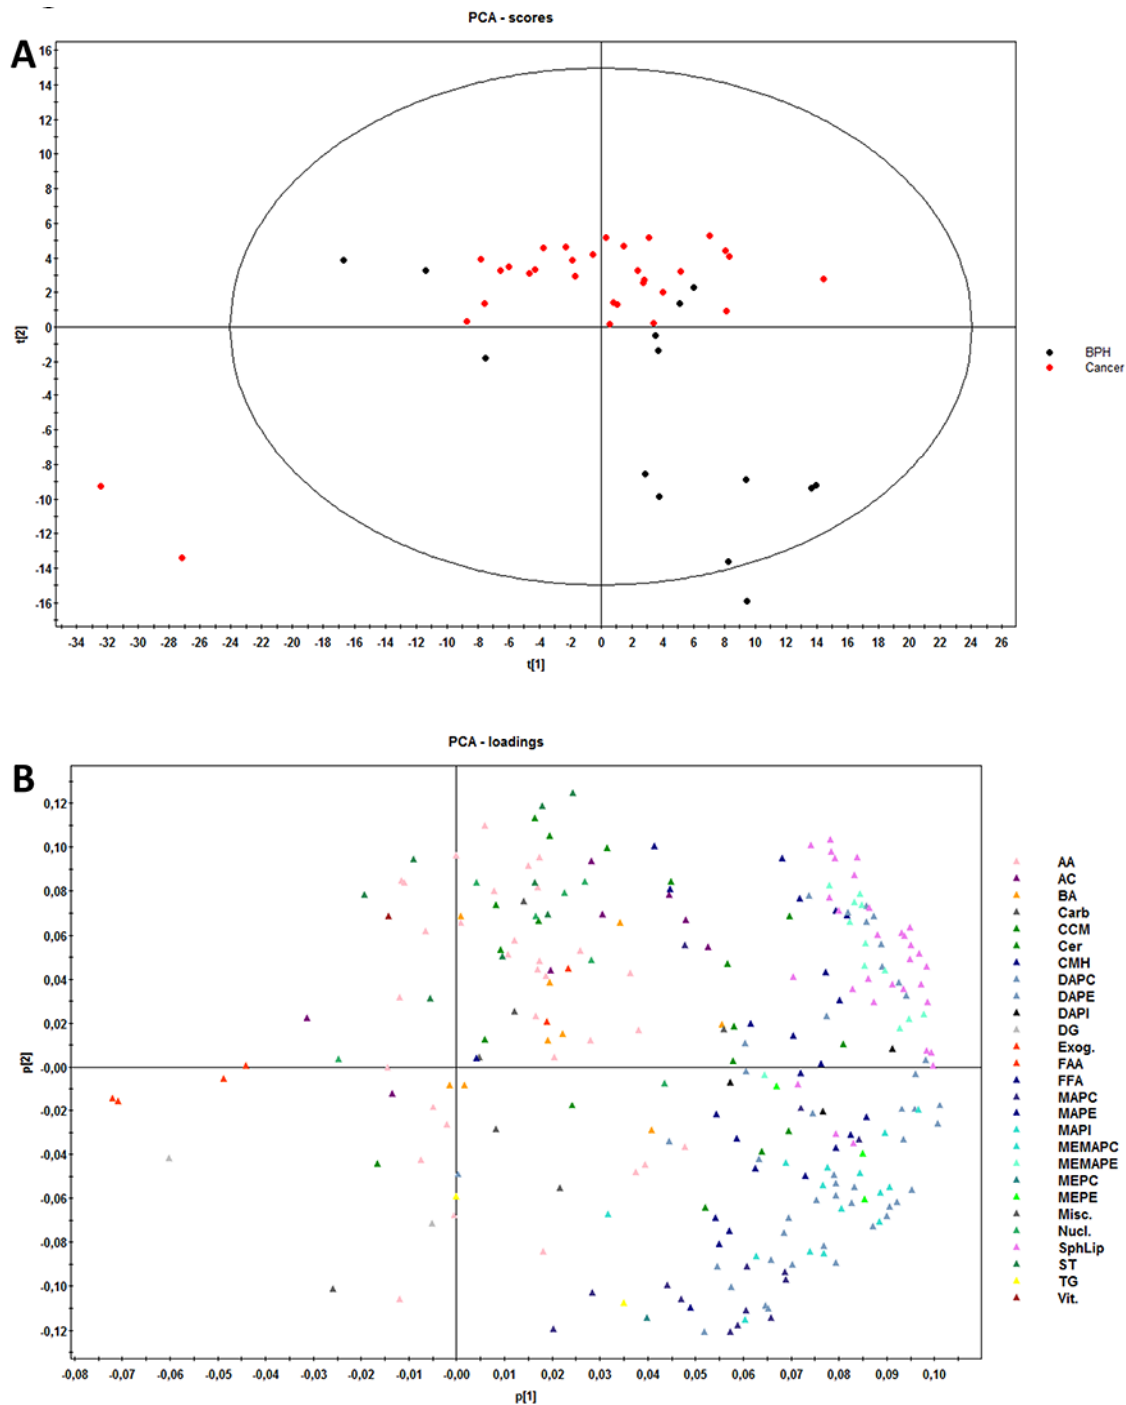 PCA - scores
A
16
14
12
10
8
6
4
2
0
-2
-4
-6
-8
-10
-12
-14
-16
t[2]
-34 -32 -30 -28 -26 -24 -22 -20 -18 -16 -14 -12 -10 -8 -6 -4 -2 0 2 4 6 8 10 12 14 16 18 20 22 24 26
t[1]
BPH
Cancer
PCA - loadings
B
0,12
0,10
0,08
0,06
0,04
0,02
-0,00
-0,02
-0,04
-0,06
-0,08
-0,10
-0,12
p[2]
-0,08 -0,07 -0,06 -0,05 -0,04 -0,03 -0,02 -0,01 -0,00 0,01 0,02 0,02 0,03 0,04 0,05 0,06 0,07 0,08 0,09 0,10
p[1]
AA
AC
BA
Carb
CCM
Cer
CMH
DAPC
DAPE
DAPI
DG
Exog.
FAA
FFA
MAPC
MAPE
MAPI
MEMAPC
MEMAPE
MEPC
MEPE
Misc.
Nucl.
SphLip
ST
TG
Vit.